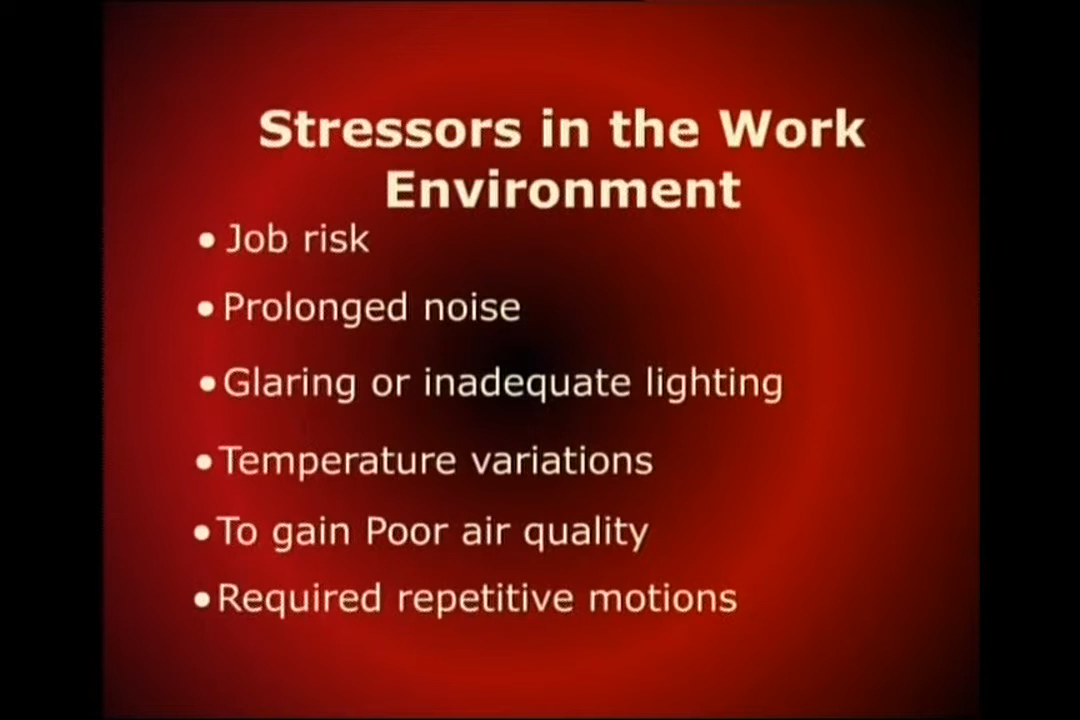 Stressors in the Work
Environment
• Job risk
• Prolonged noise
• Glaring or inadequate lighting
• Temperature variations
• To gain Poor air quality
• Required repetitive motions